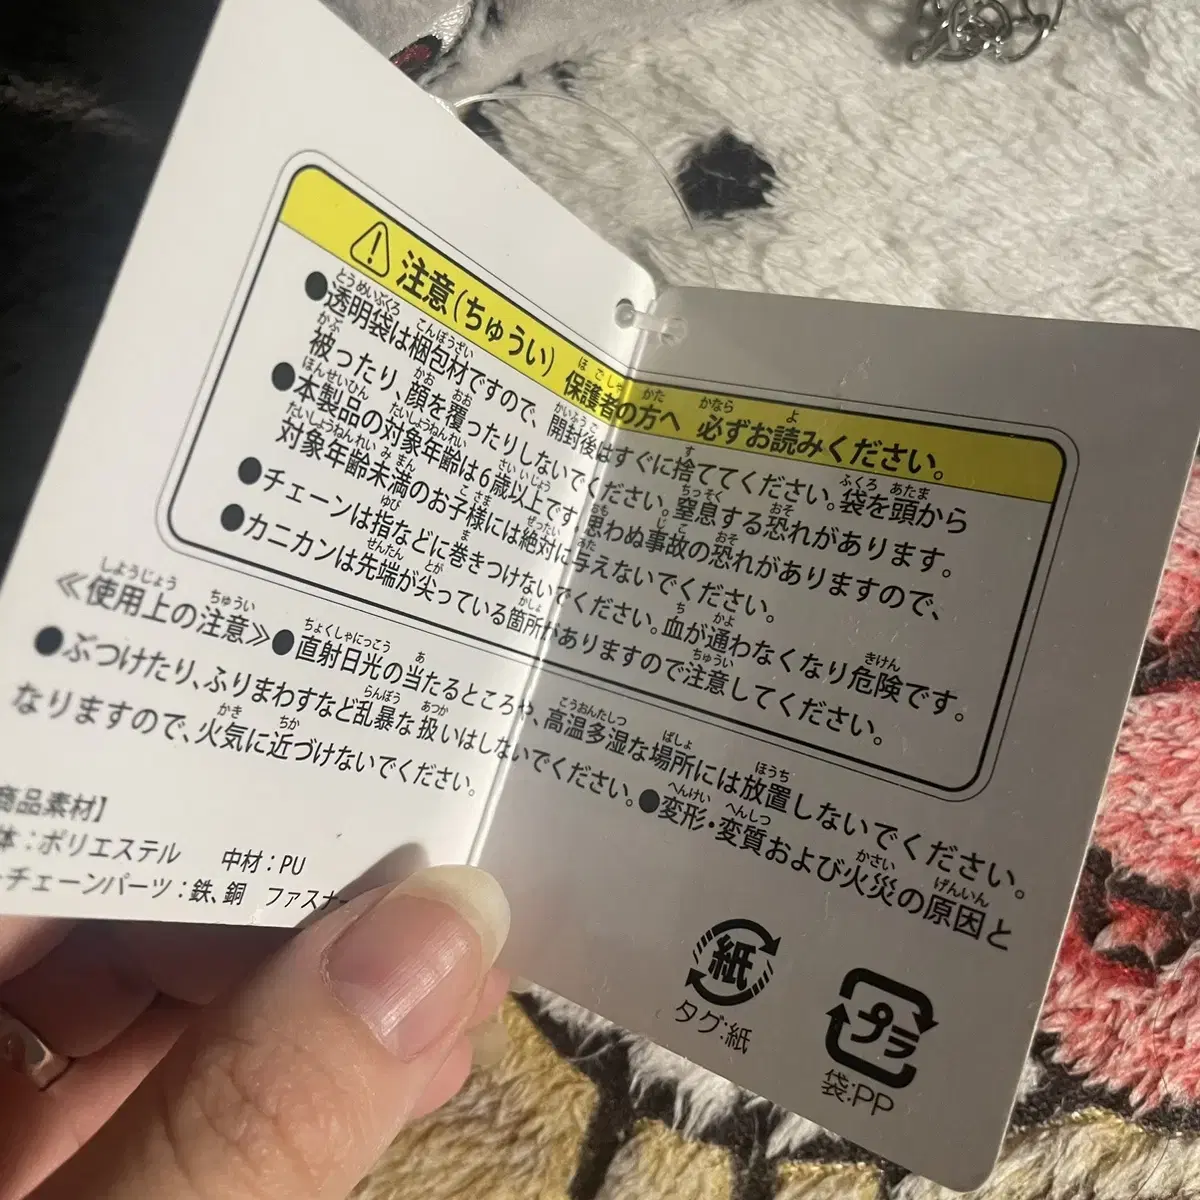 注意(ちゅうい) 保護者の方へ 必ずお読みください。
●透明袋は梱包材ですので、開封後はすぐに捨ててください。袋を頭から
被ったり、顔を覆ったりしないでください。窒息する恐れがあります。
●本製品の対象年齢は6歳以上です。思わぬ事故の恐れがありますので、
対象年齢未満のお子様には絶対に与えないでください。
●チェーンは指などに巻きつけないでください。血が通わなくなり危険です。
●カニカンは先端が尖っている箇所がありますので注意してください。
≪使用上の注意≫●直射日光の当たるところや、高温多湿な場所には放置しないでください。
●ぶつけたり、ふりまわすなど乱暴な扱いはしないでください。●変形・変質および火災の原因と
なりますので、火気に近づけないでください。
商品素材】
体:ポリエステル 中材:PU
チェーンパーツ:鉄、銅 ファスナー
紙
タグ:紙
プラ
袋:PP